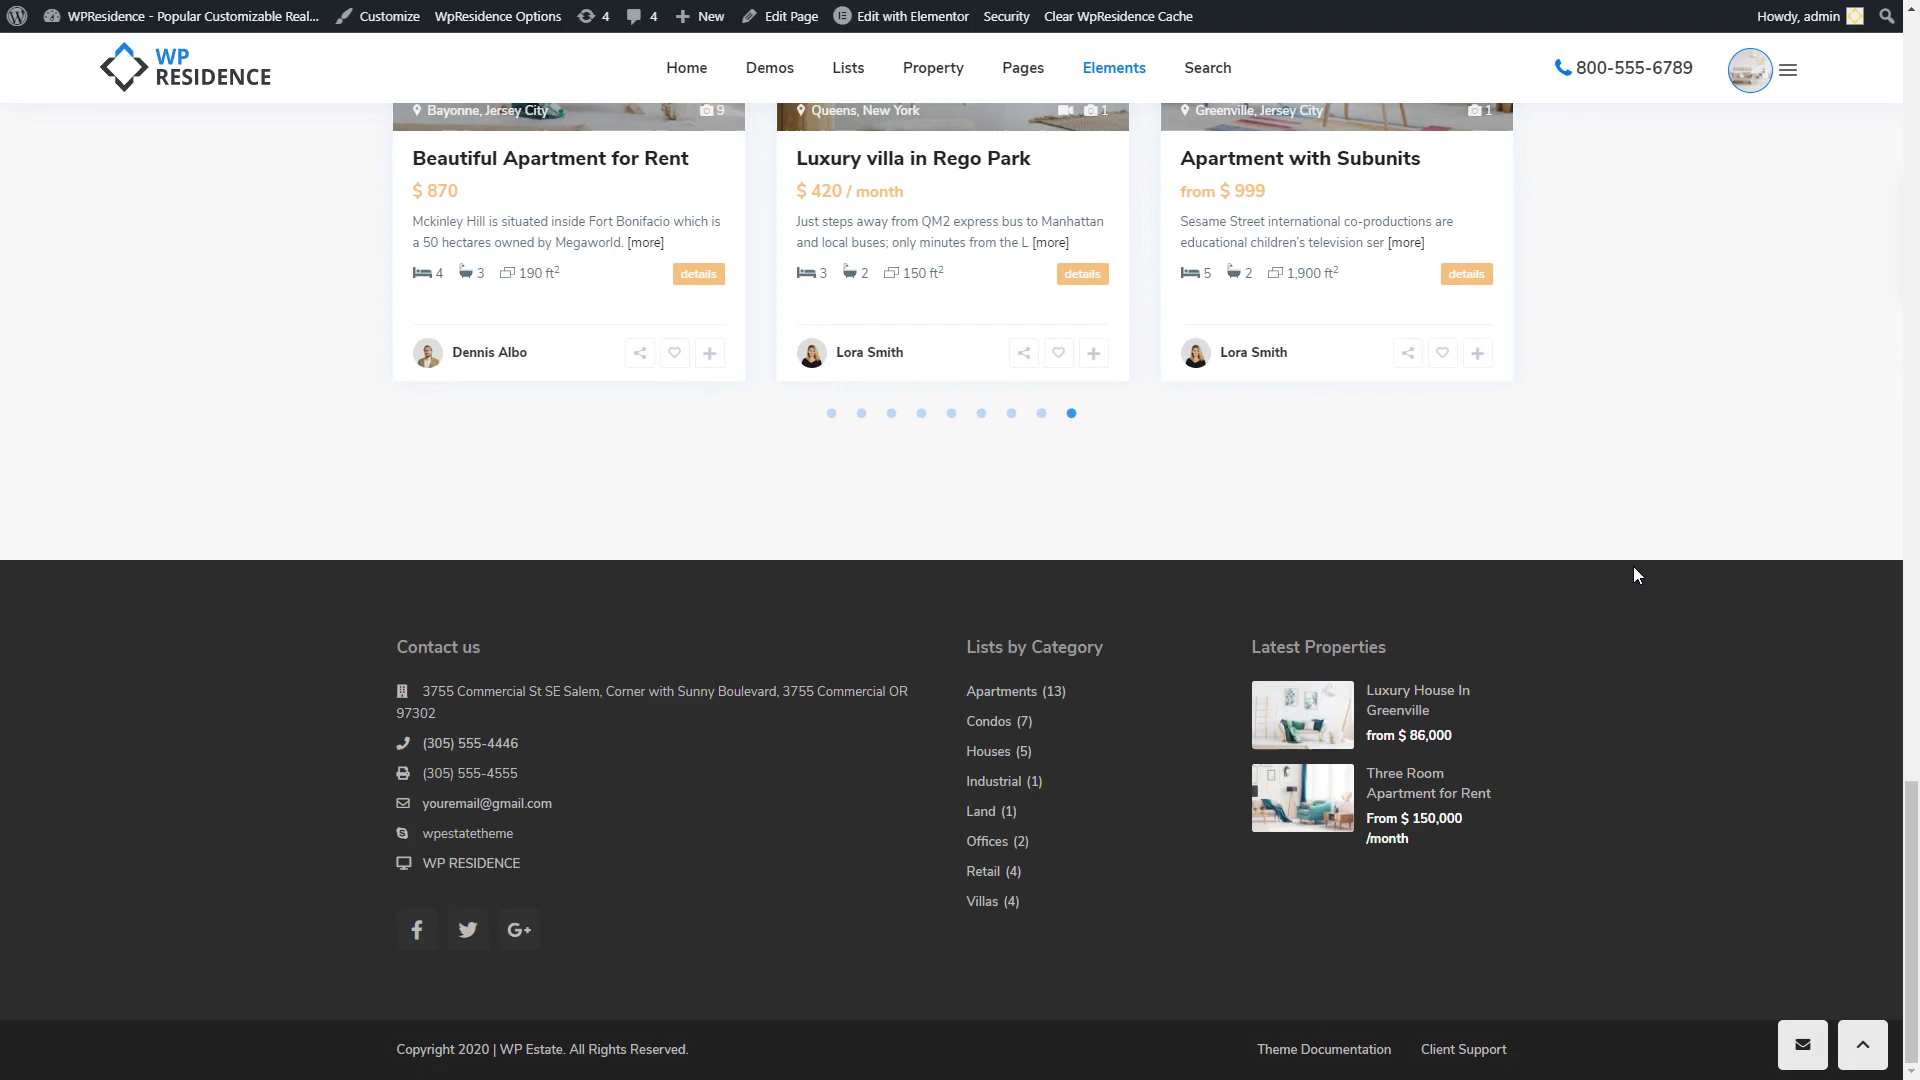 WPResidence - Popular Customizable Real... Customize WpResidence Options 4 4 New Edit Page Edit with Elementor Security Clear WpResidence Cache Howdy, admin
WP RESIDENCE Home Demos Lists Property Pages Elements Search 800-555-6789
Bayonne, Jersey City 9
Beautiful Apartment for Rent
$ 870
Mckinley Hill is situated inside Fort Bonifacio which is
a 50 hectares owned by Megaworld. [more]
4 3 190 ft2 details
Dennis Albo
Queens, New York 1
Luxury villa in Rego Park
$ 420 / month
Just steps away from QM2 express bus to Manhattan
and local buses; only minutes from the L [more]
3 2 150 ft2 details
Lora Smith
Greenville, Jersey City 1
Apartment with Subunits
from $ 999
Sesame Street international co-productions are
educational children's television ser [more]
5 2 1,900 ft2 details
Lora Smith
Contact us
3755 Commercial St SE Salem, Corner with Sunny Boulevard, 3755 Commercial OR
97302
(305) 555-4446
(305) 555-4555
youremail@gmail.com
wpestatetheme
WP RESIDENCE
G+
Lists by Category
Apartments (13)
Condos (7)
Houses (5)
Industrial (1)
Land (1)
Offices (2)
Retail (4)
Villas (4)
Latest Properties
Luxury House In
Greenville
from $ 86,000
Three Room
Apartment for Rent
From $ 150,000
/month
Copyright 2020 | WP Estate. All Rights Reserved.
Theme Documentation Client Support